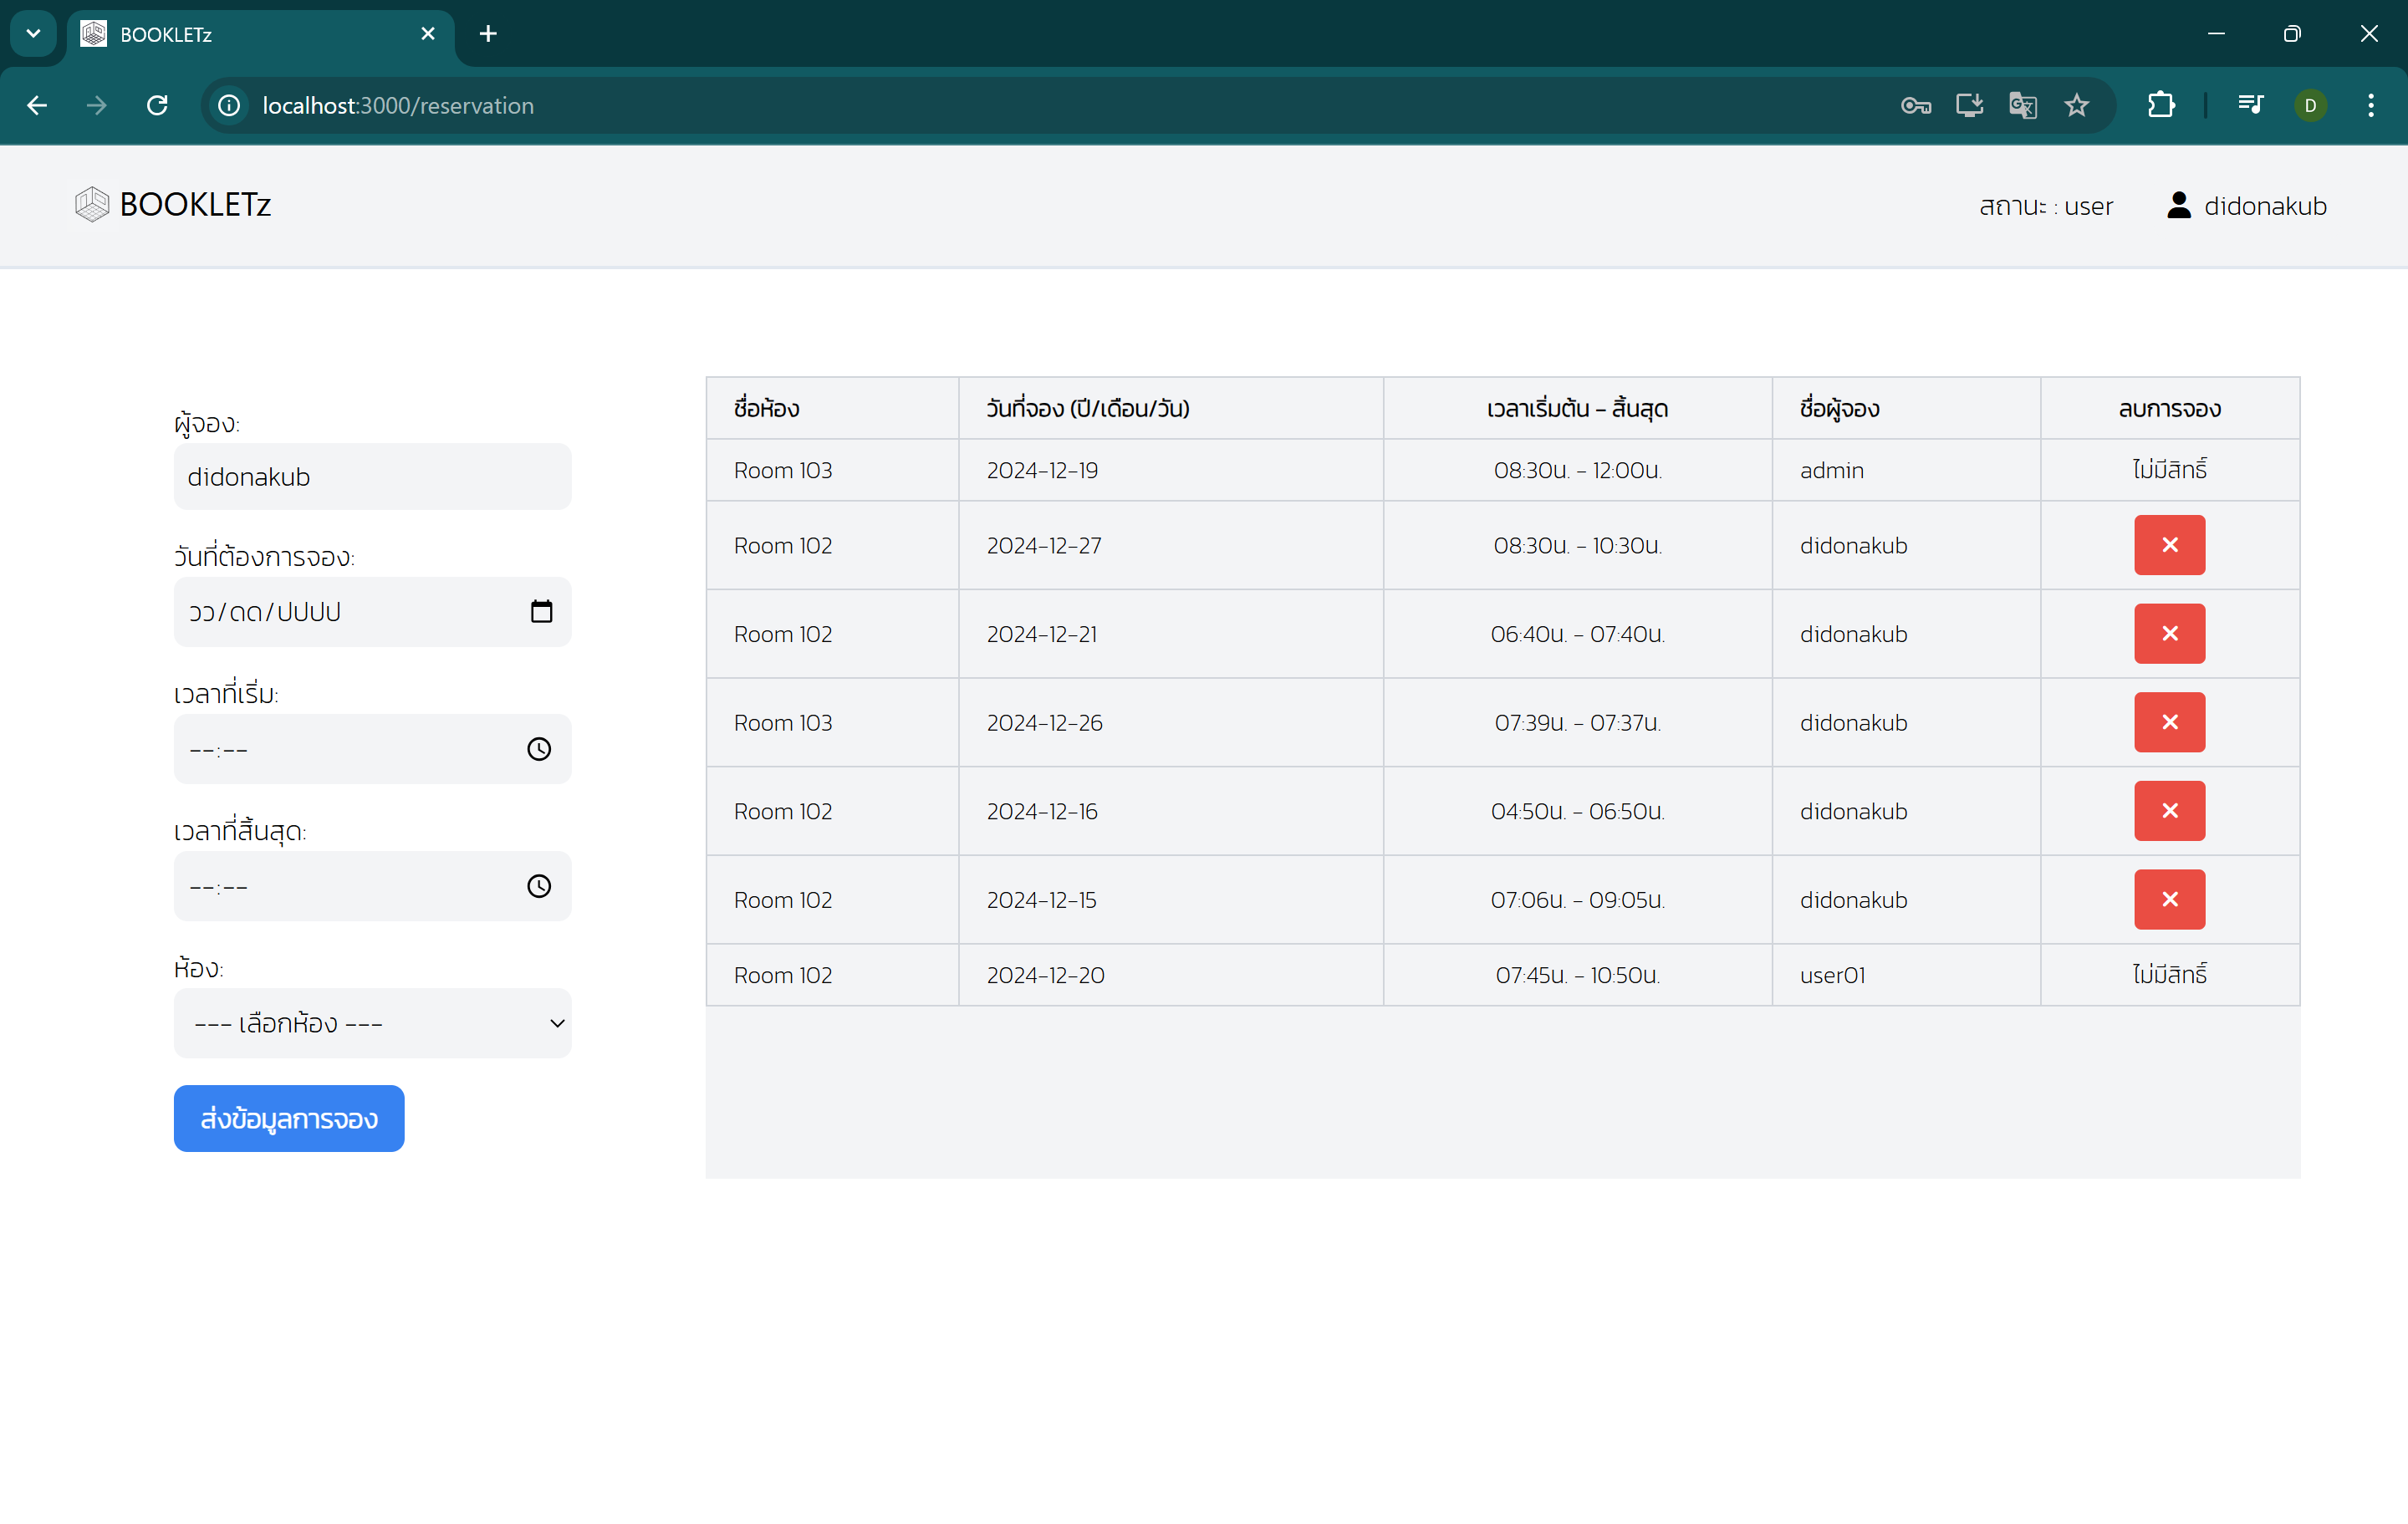 BOOKLETz
localhost:3000/reservation
D
BOOKLETz
สถานะ : user
didonakub
ผู้จอง:
didonakub
วันที่ต้องการจอง:
วว/ดด/ปปปป
เวลาที่เริ่ม:
--:--
เวลาที่สิ้นสุด:
--:--
ห้อง:
--- เลือกห้อง ---
ส่งข้อมูลการจอง
ชื่อห้อง วันที่จอง (ปี/เดือน/วัน) เวลาเริ่มต้น - สิ้นสุด ชื่อผู้จอง ลบการจอง
Room 103 2024-12-19 08:30น. - 12:00น. admin ไม่มีสิทธิ์
Room 102 2024-12-27 08:30น. - 10:30น. didonakub
Room 102 2024-12-21 06:40น. - 07:40น. didonakub
Room 103 2024-12-26 07:39น. - 07:37น. didonakub
Room 102 2024-12-16 04:50น. - 06:50น. didonakub
Room 102 2024-12-15 07:06น. - 09:05น. didonakub
Room 102 2024-12-20 07:45น. - 10:50น. user01 ไม่มีสิทธิ์